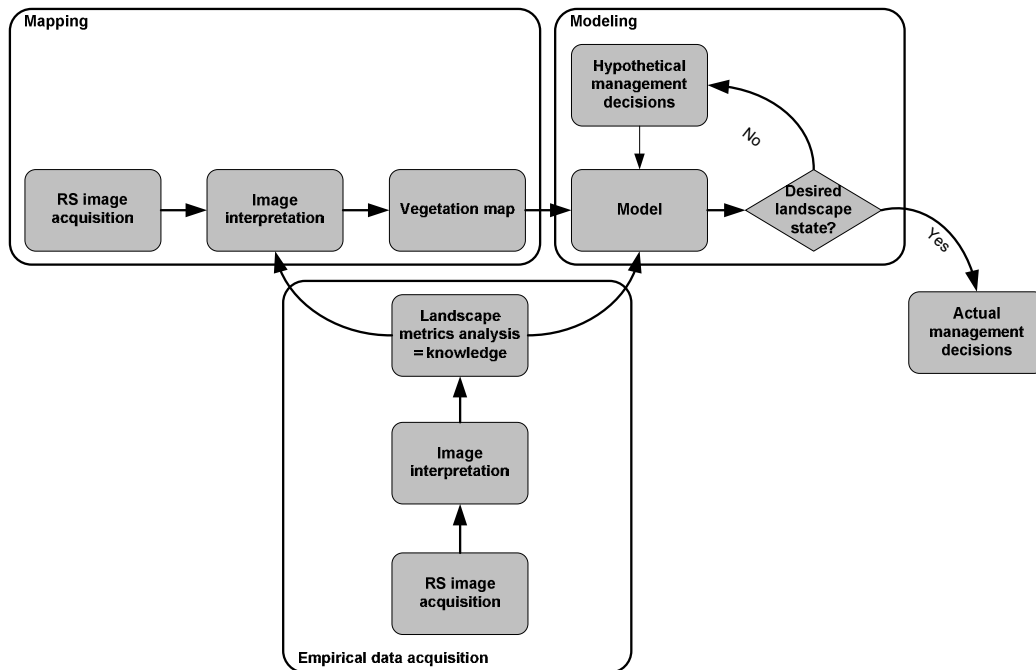 Mapping
RS image
acquisition
Image
interpretation
Vegetation map
Modeling
Hypothetical
management
decisions
No
Model
Desired
landscape
state?
Yes
Actual
management
decisions
Landscape
metrics analysis
= knowledge
Image
interpretation
RS image
acquisition
Empirical data acquisition